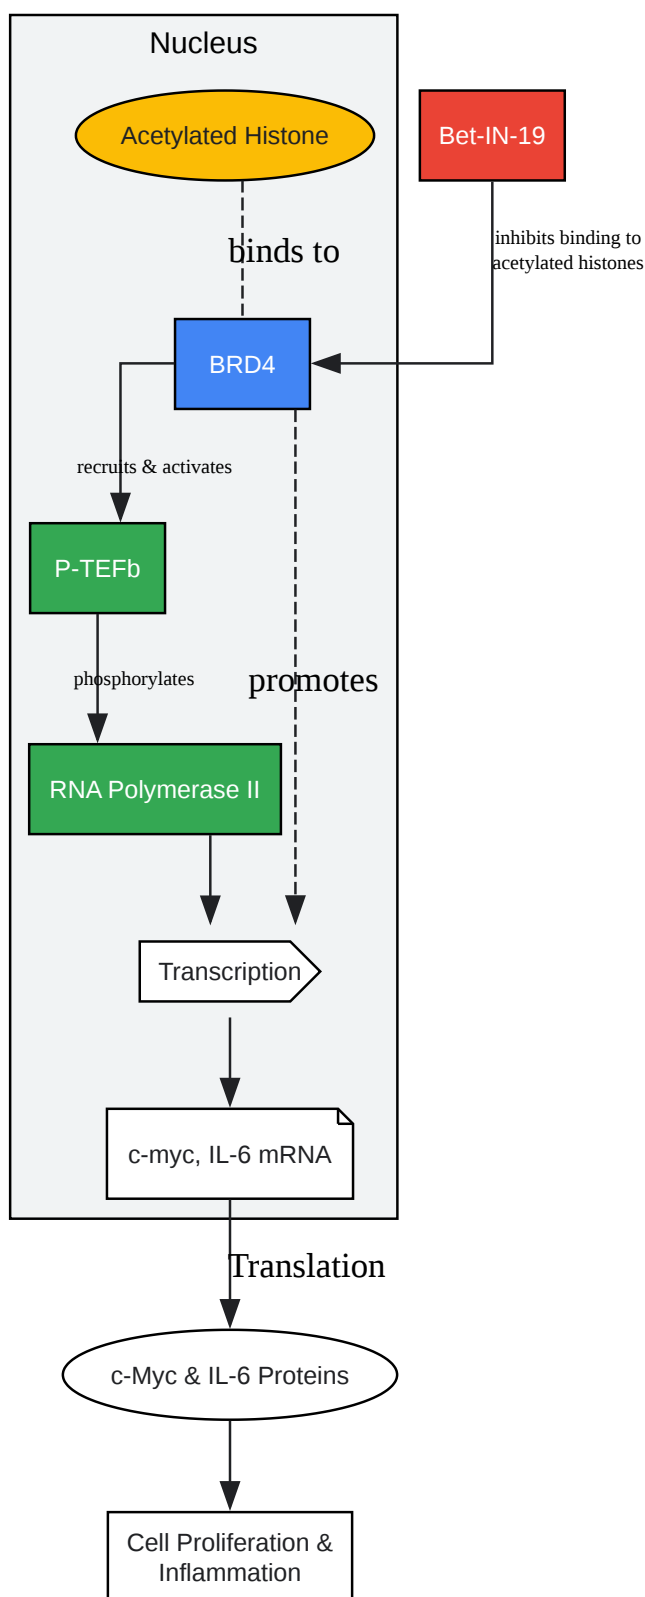 Nucleus
Acetylated Histone
Bet-IN-19
inhibits binding to
acetylated histones
binds to
BRD4
recruits & activates
P-TEFb
phosphorylates
promotes
RNA Polymerase II
Transcription
c-myc, IL-6 mRNA
Translation
c-Myc & IL-6 Proteins
Cell Proliferation &
Inflammation